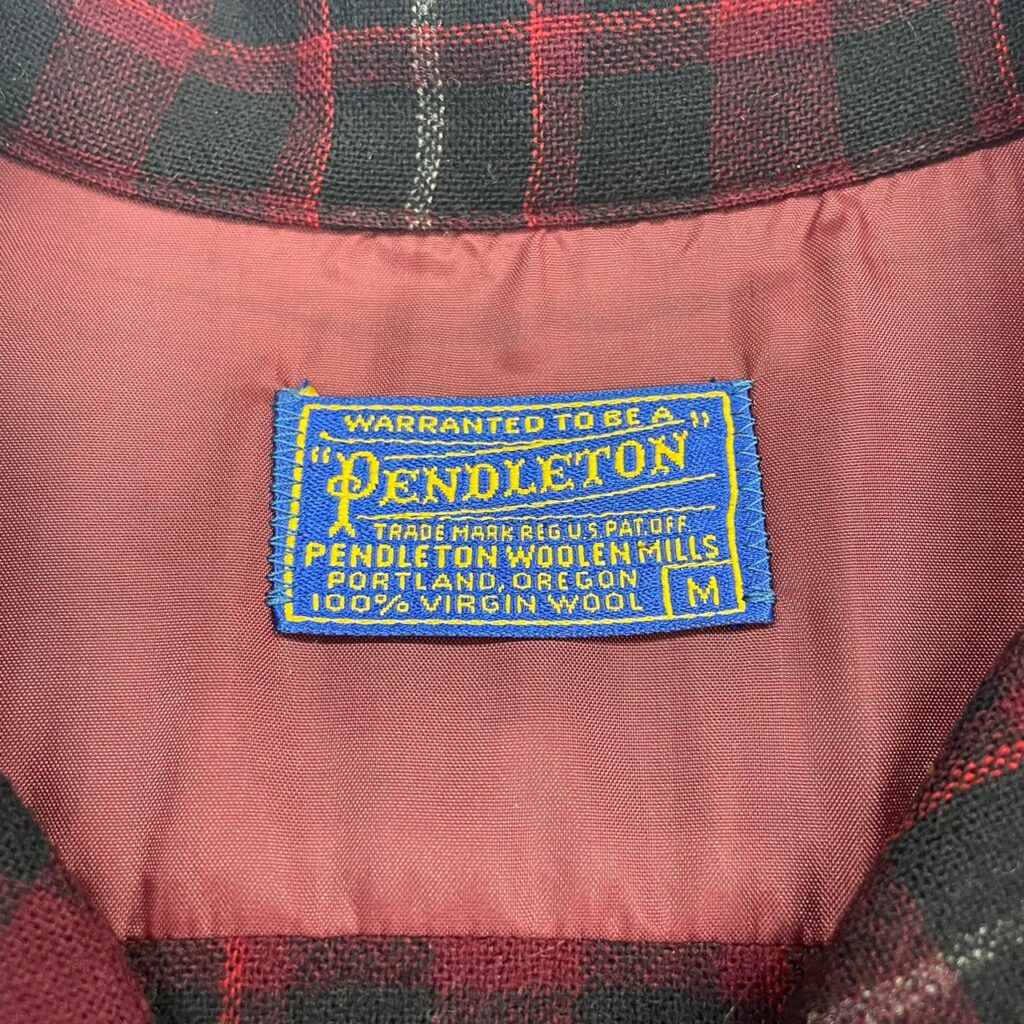 WARRANTED TO BE A
"PENDLETON"
TRADE MARK REG. U.S. PAT. OFF.
PENDLETON WOOLEN MILLS
PORTLAND, OREGON
100% VIRGIN WOOL
M